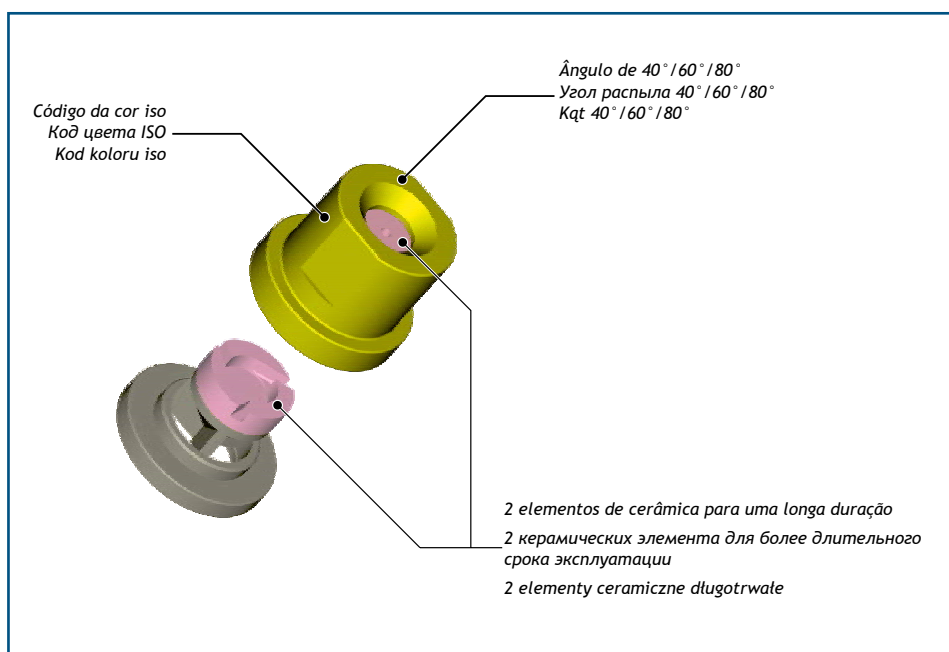 Ângulo de 40°/60°/80°
Угол распыла 40°/60°/80°
Kąt 40°/60°/80°
Código da cor iso
Код цвета ISO
Kod koloru iso
2 elementos de cerâmica para uma longa duração
2 керамических элемента для более длительного
срока эксплуатации
2 elementy ceramiczne długotrwałe